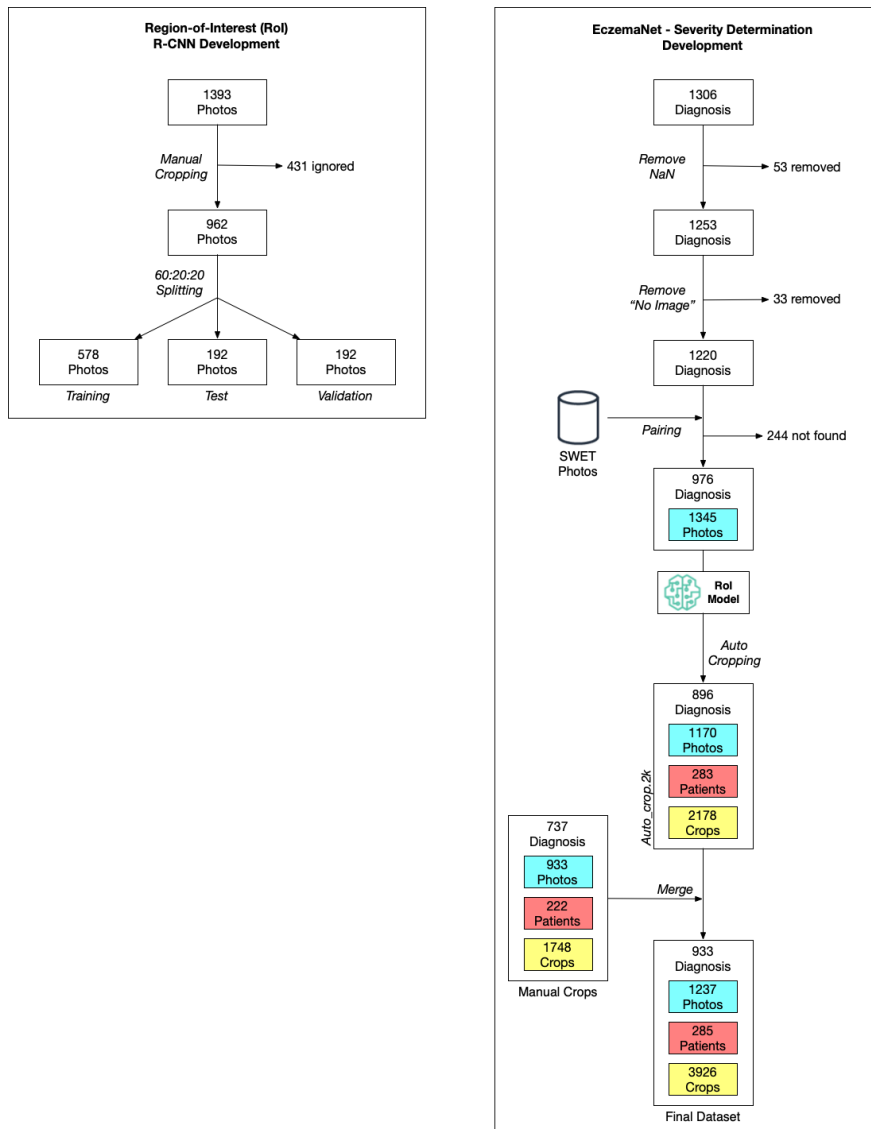 Region-of-Interest (RoI)
R-CNN Development
1393
Photos
Manual
Cropping
431 ignored
962
Photos
60:20:20
Splitting
578
Photos
192
Photos
192
Photos
Training
Test
Validation
EczemaNet - Severity Determination
Development
1306
Diagnosis
Remove
NaN
53 removed
1253
Diagnosis
Remove
“No Image”
33 removed
1220
Diagnosis
SWET
Photos
Pairing
244 not found
976
Diagnosis
1345
Photos
RoI
Model
Auto
Cropping
896
Diagnosis
1170
Photos
283
Patients
2178
Crops
Auto_crop.2k
737
Diagnosis
933
Photos
222
Patients
1748
Crops
Manual Crops
Merge
933
Diagnosis
1237
Photos
285
Patients
3926
Crops
Final Dataset